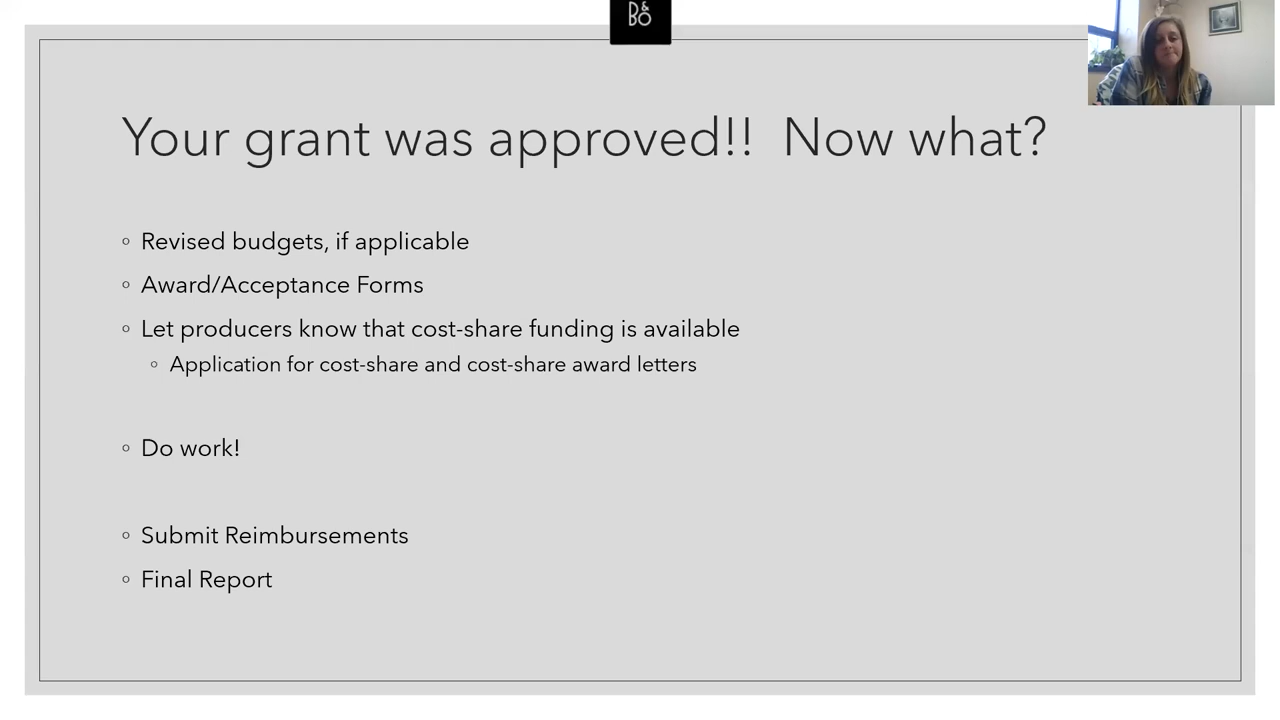 B&O
Your grant was approved!! Now what?
Revised budgets, if applicable
Award/Acceptance Forms
Let producers know that cost-share funding is available
Application for cost-share and cost-share award letters
Do work!
Submit Reimbursements
Final Report